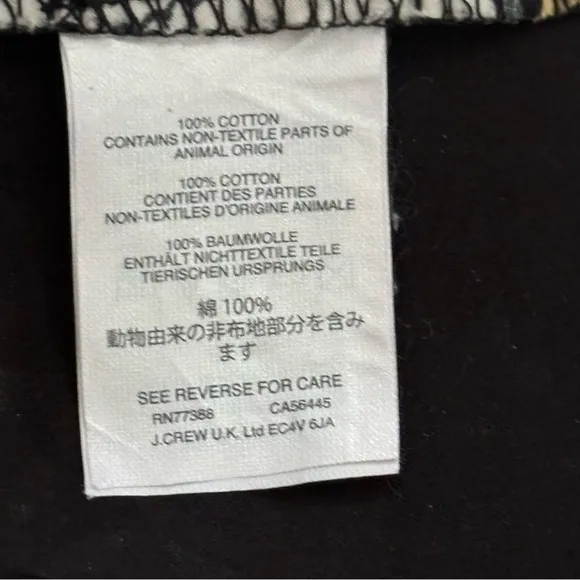 100% COTTON
CONTAINS NON-TEXTILE PARTS OF
ANIMAL ORIGIN
100% COTTON
CONTIENT DES PARTIES
NON-TEXTILES D'ORIGINE ANIMALE
100% BAUMWOLLE
ENTHÄLT NICHTTEXTILE TEILE
TIERISCHEN URSPRUNGS
綿 100%
動物由来の非布地部分を含み
ます
SEE REVERSE FOR CARE
RN77388 CA56445
J.CREW U.K. Ltd EC4V 6JA